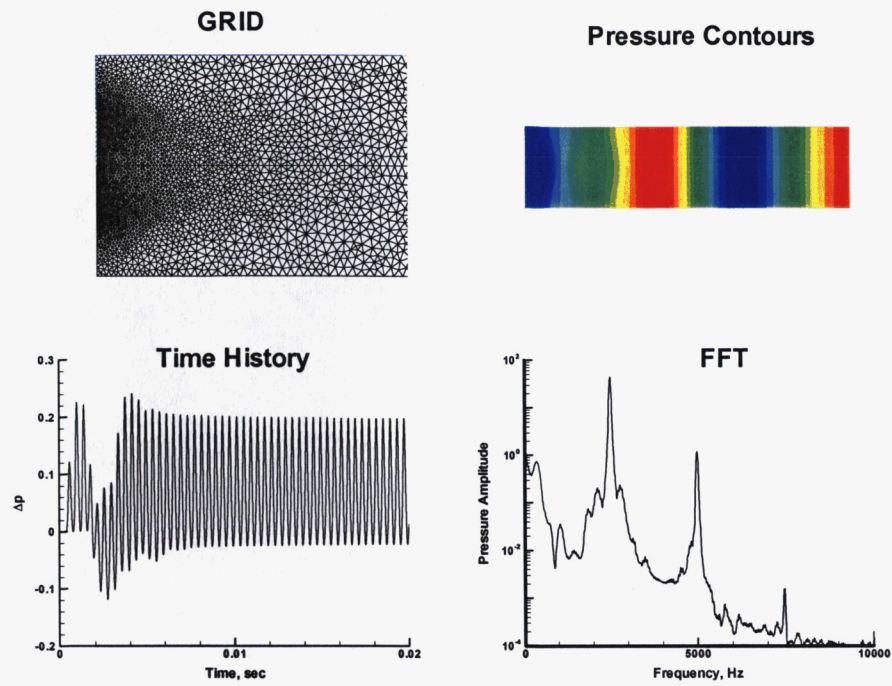 GRID
Pressure Contours
Time History
0.3
0.2
0.1
0
-0.1
-0.2
Δp
0
0.01
0.02
Time, sec
FFT
10²
10⁰
10⁻²
10⁻⁴
Pressure Amplitude
0
5000
10000
Frequency, Hz